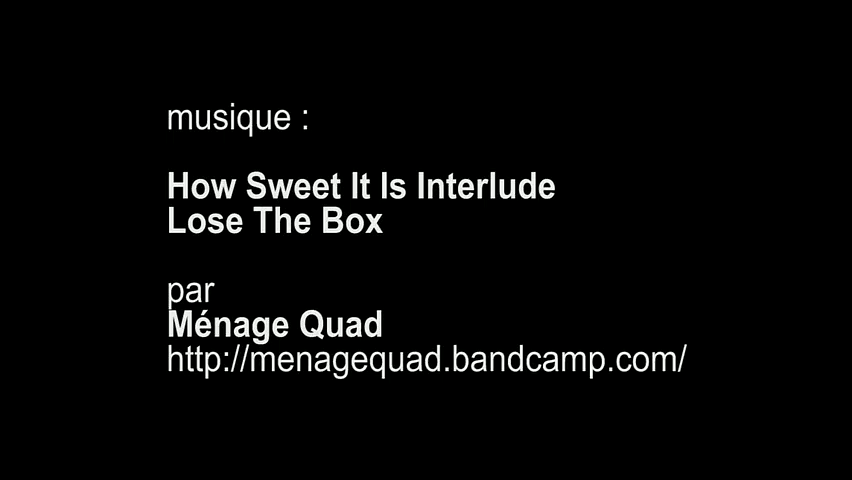 musique :
How Sweet It Is Interlude
Lose The Box
par
Ménage Quad
http://menagequad.bandcamp.com/